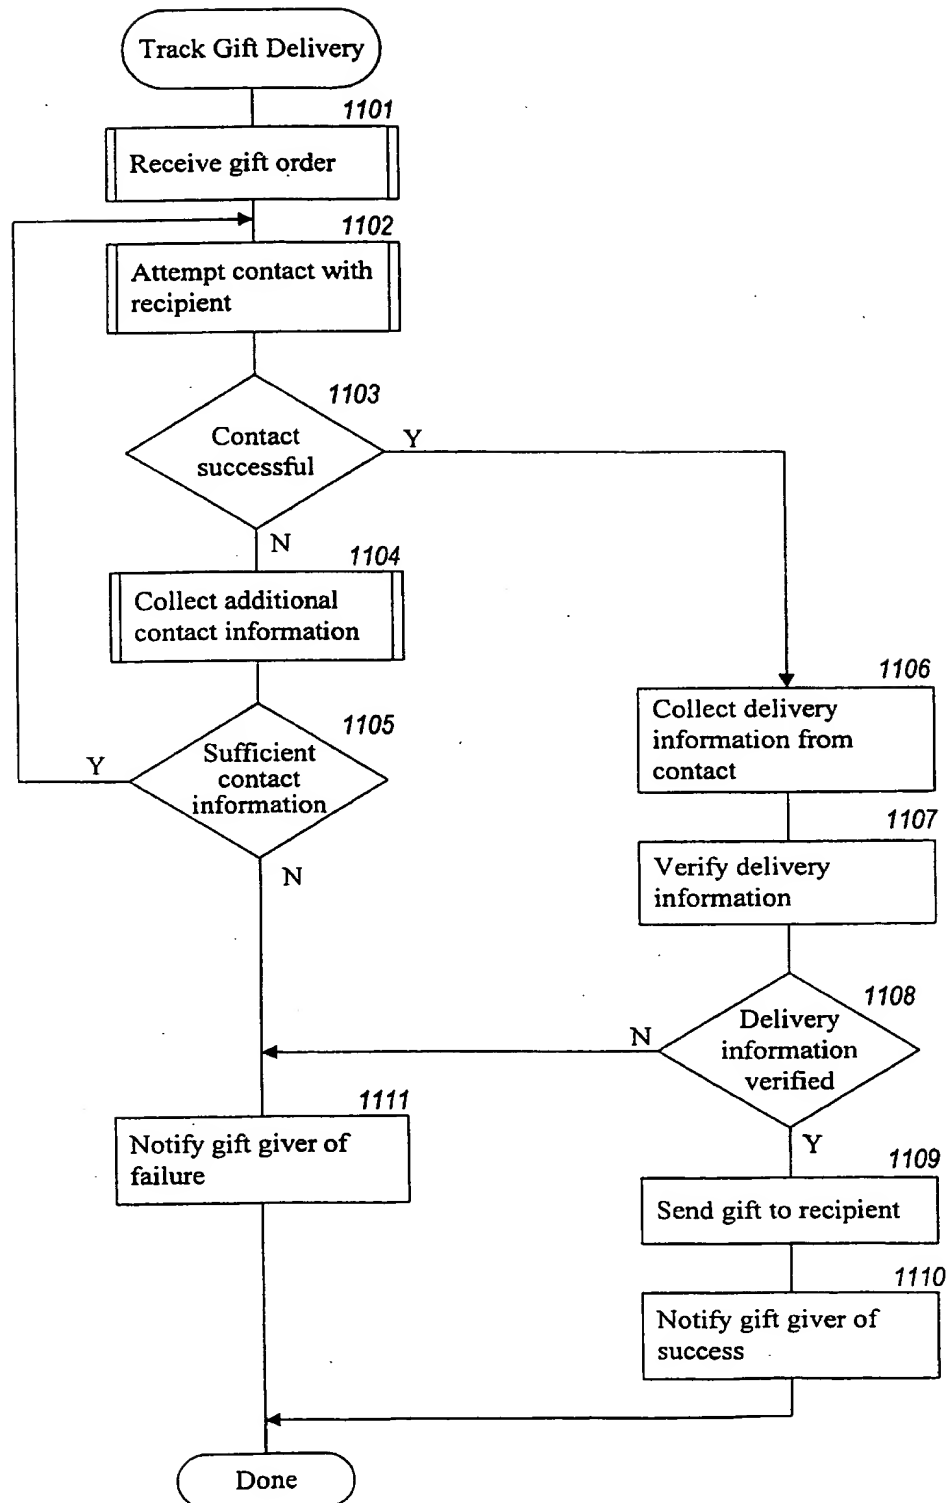 Track Gift Delivery
1101
Receive gift order
1102
Attempt contact with
recipient
1103
Contact
successful
Y
N
1104
Collect additional
contact information
1105
Sufficient
contact
information
Y
N
1106
Collect delivery
information from
contact
1107
Verify delivery
information
1108
Delivery
information
verified
N
Y
1111
Notify gift giver of
failure
1109
Send gift to recipient
1110
Notify gift giver of
success
Done